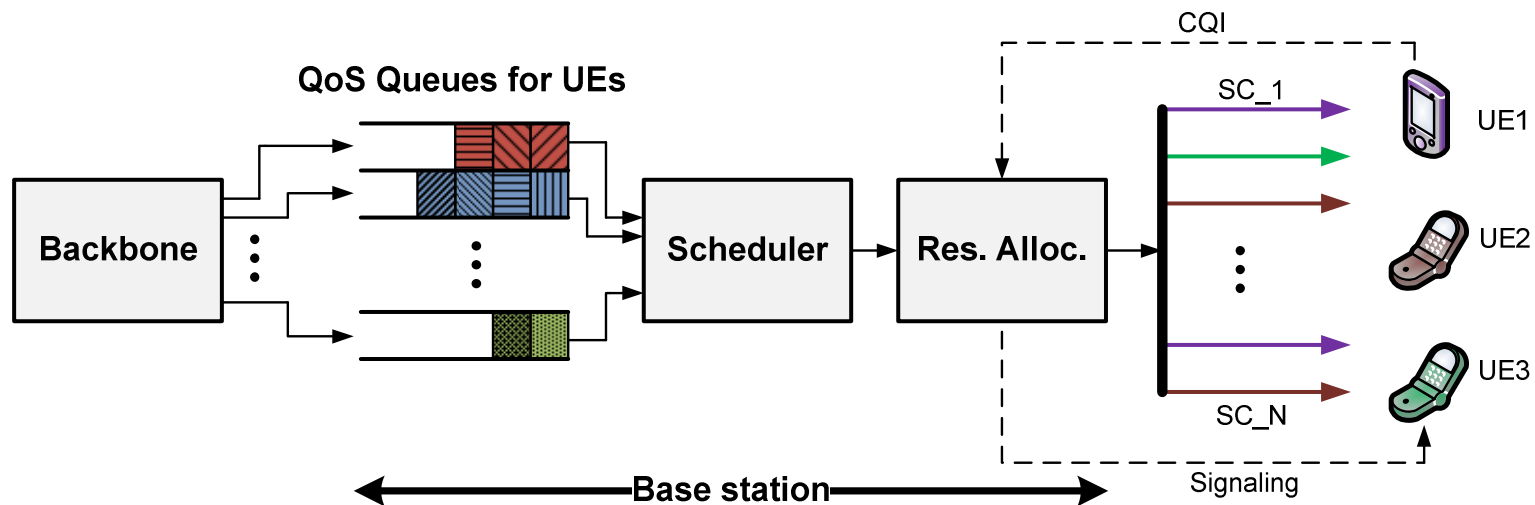 CQI
QoS Queues for UEs
SC_1
UE1
Backbone
Scheduler
Res. Alloc.
UE2
UE3
SC_N
Signaling
Base station